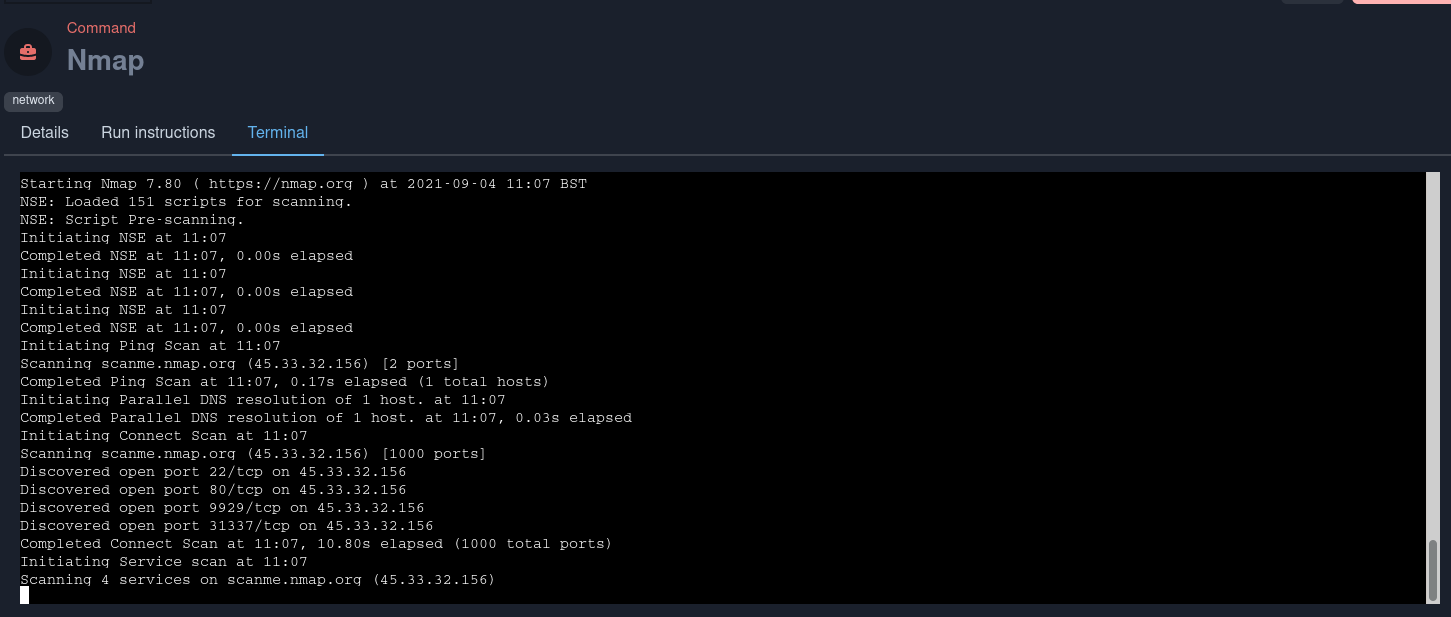 Command
Nmap
network
Details Run instructions Terminal
Starting Nmap 7.80 ( https://nmap.org ) at 2021-09-04 11:07 BST
NSE: Loaded 151 scripts for scanning.
NSE: Script Pre-scanning.
Initiating NSE at 11:07
Completed NSE at 11:07, 0.00s elapsed
Initiating NSE at 11:07
Completed NSE at 11:07, 0.00s elapsed
Initiating NSE at 11:07
Completed NSE at 11:07, 0.00s elapsed
Initiating Ping Scan at 11:07
Scanning scanme.nmap.org (45.33.32.156) [2 ports]
Completed Ping Scan at 11:07, 0.17s elapsed (1 total hosts)
Initiating Parallel DNS resolution of 1 host. at 11:07
Completed Parallel DNS resolution of 1 host. at 11:07, 0.03s elapsed
Initiating Connect Scan at 11:07
Scanning scanme.nmap.org (45.33.32.156) [1000 ports]
Discovered open port 22/tcp on 45.33.32.156
Discovered open port 80/tcp on 45.33.32.156
Discovered open port 9929/tcp on 45.33.32.156
Discovered open port 31337/tcp on 45.33.32.156
Completed Connect Scan at 11:07, 10.80s elapsed (1000 total ports)
Initiating Service scan at 11:07
Scanning 4 services on scanme.nmap.org (45.33.32.156)